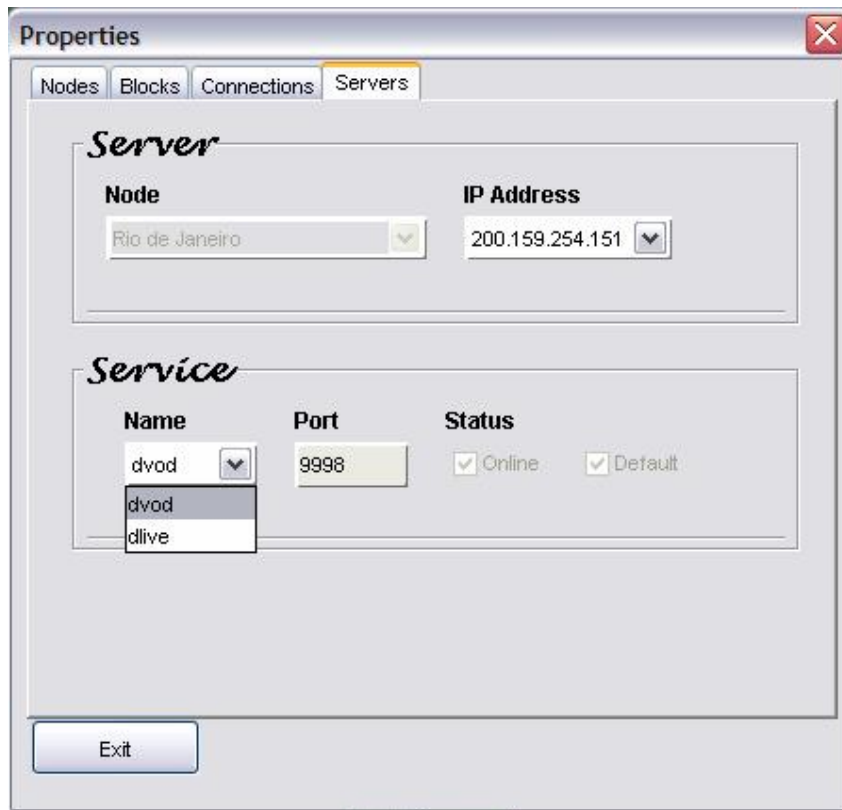 Properties
Nodes Blocks Connections Servers
Server
Node IP Address
Rio de Janeiro 200.159.254.151
Service
Name Port Status
dvod 9998 Online Default
dvod
dlive
Exit